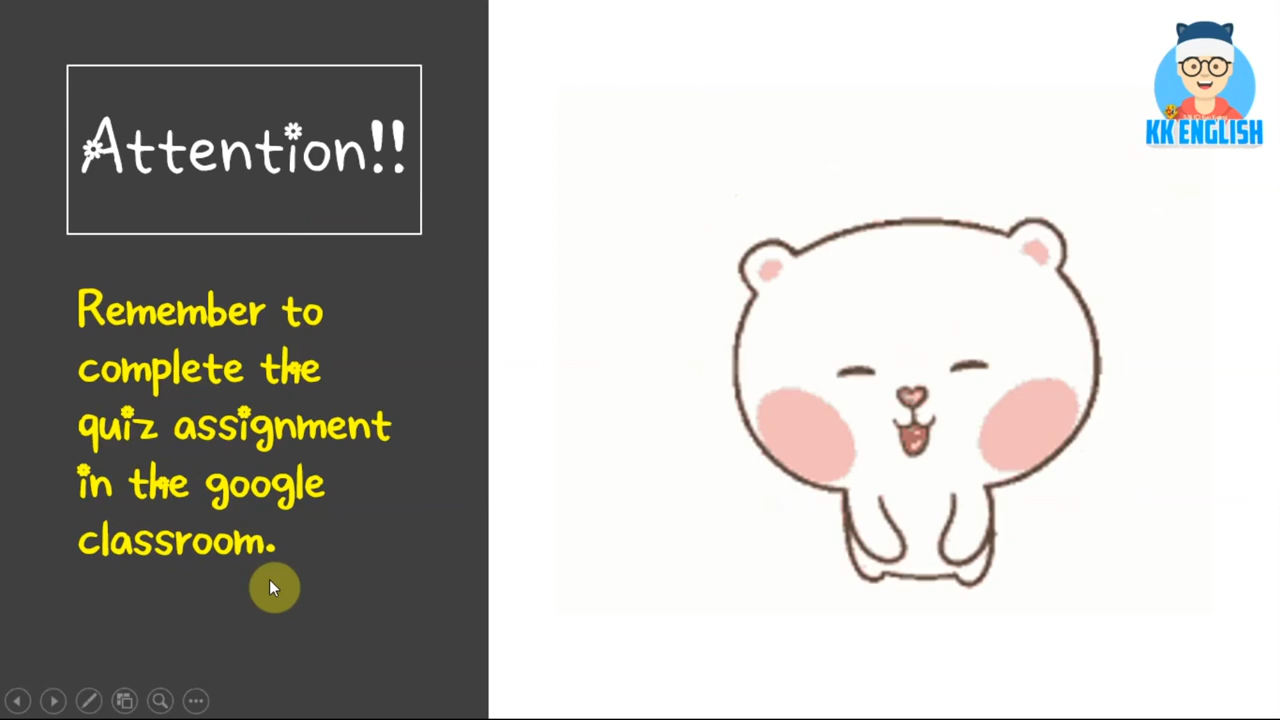 Attention!!
Remember to
complete the
quiz assignment
in the google
classroom.
KK ENGLISH